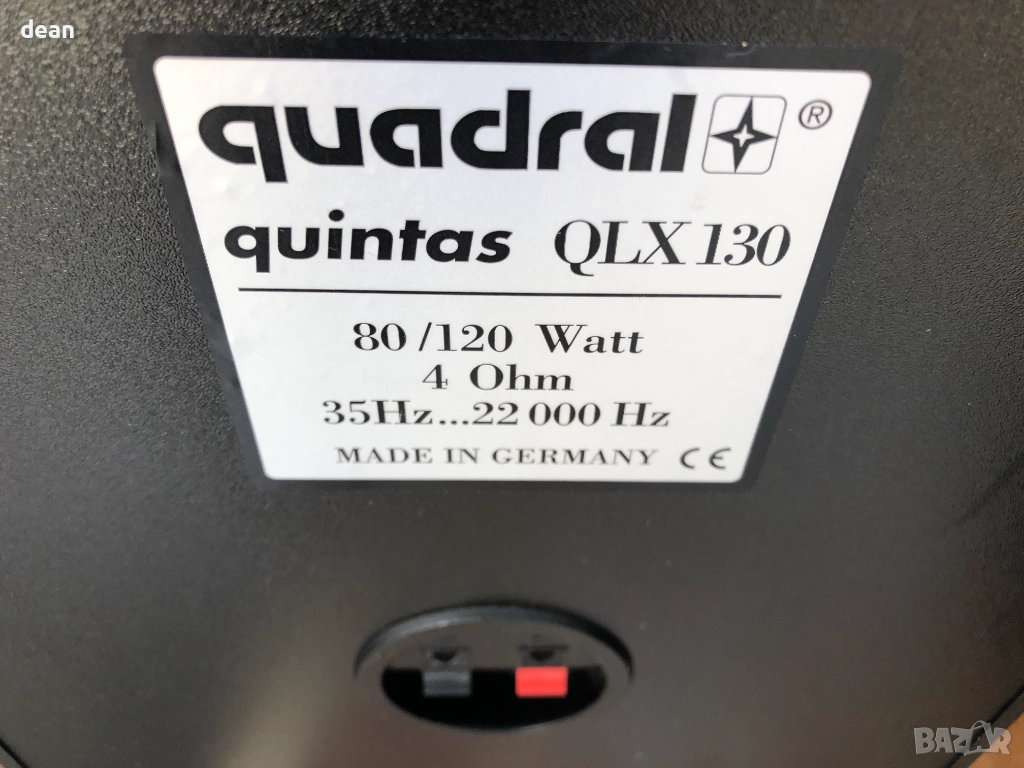 dean
quadral ®
quintas QLX 130
80/120 Watt
4 Ohm
35Hz...22 000 Hz
MADE IN GERMANY CE
BAZAR